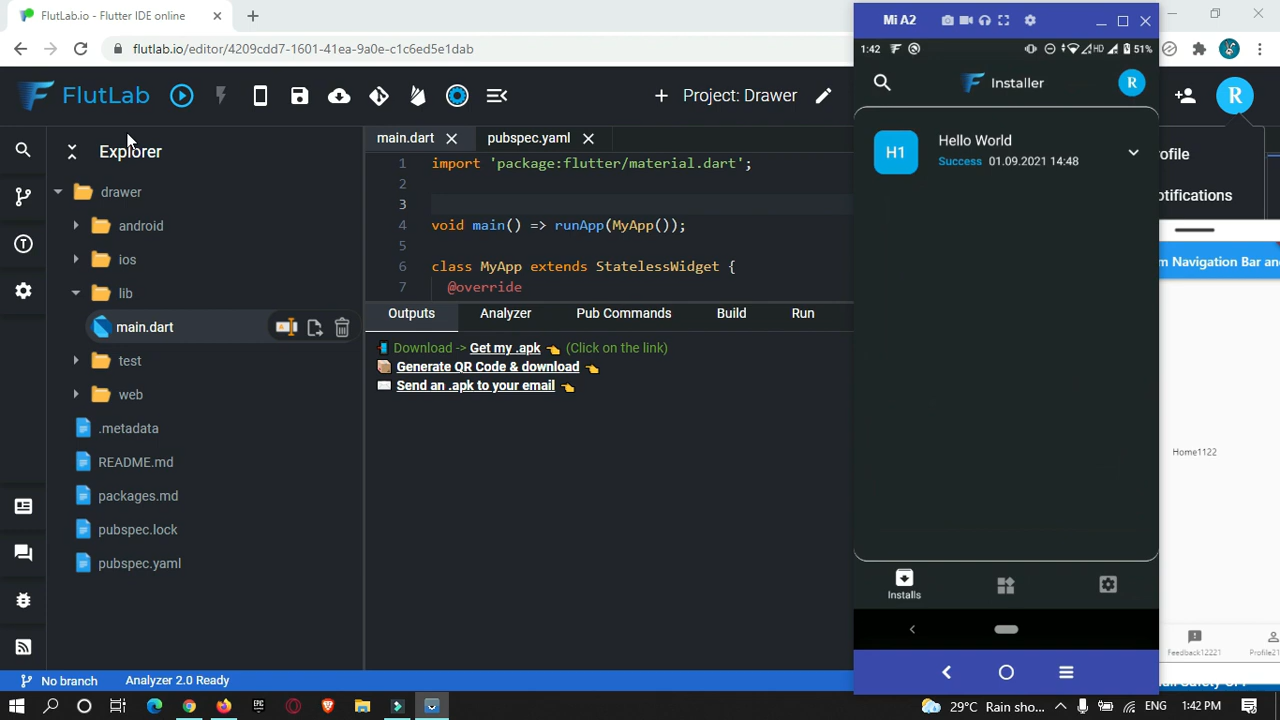 FlutLab.io - Flutter IDE online
flutlab.io/editor/4209cdd7-1601-41ea-9a0e-c1c6ed5e1dab
FlutLab
Project: Drawer
R
Explorer
drawer
android
ios
lib
main.dart
test
web
.metadata
README.md
packages.md
pubspec.lock
pubspec.yaml
main.dart
pubspec.yaml
1 import 'package:flutter/material.dart';
2
3
4 void main() => runApp(MyApp());
5
6 class MyApp extends StatelessWidget {
7 @override
Outputs Analyzer Pub Commands Build Run
Download -> Get my .apk (Click on the link)
Generate QR Code & download
Send an .apk to your email
Mi A2
1:42
HD
51%
Installer
R
H1
Hello World
Success 01.09.2021 14:48
Installs
rofile
otifications
m Navigation Bar and
Home1122
Feedback12221
Profile21
No branch
Analyzer 2.0 Ready
29°C Rain sho...
ENG
1:42 PM